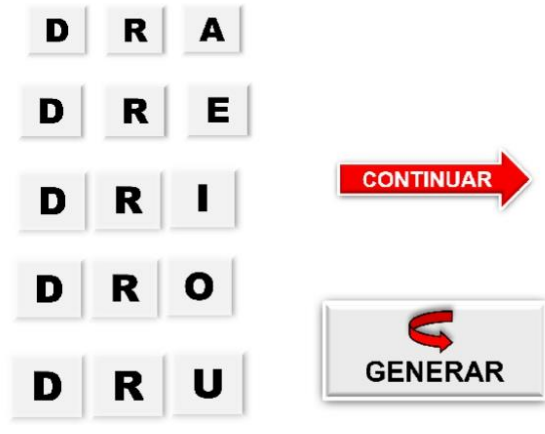 D R A
D R E
D R I
D R O
D R U
CONTINUAR
GENERAR